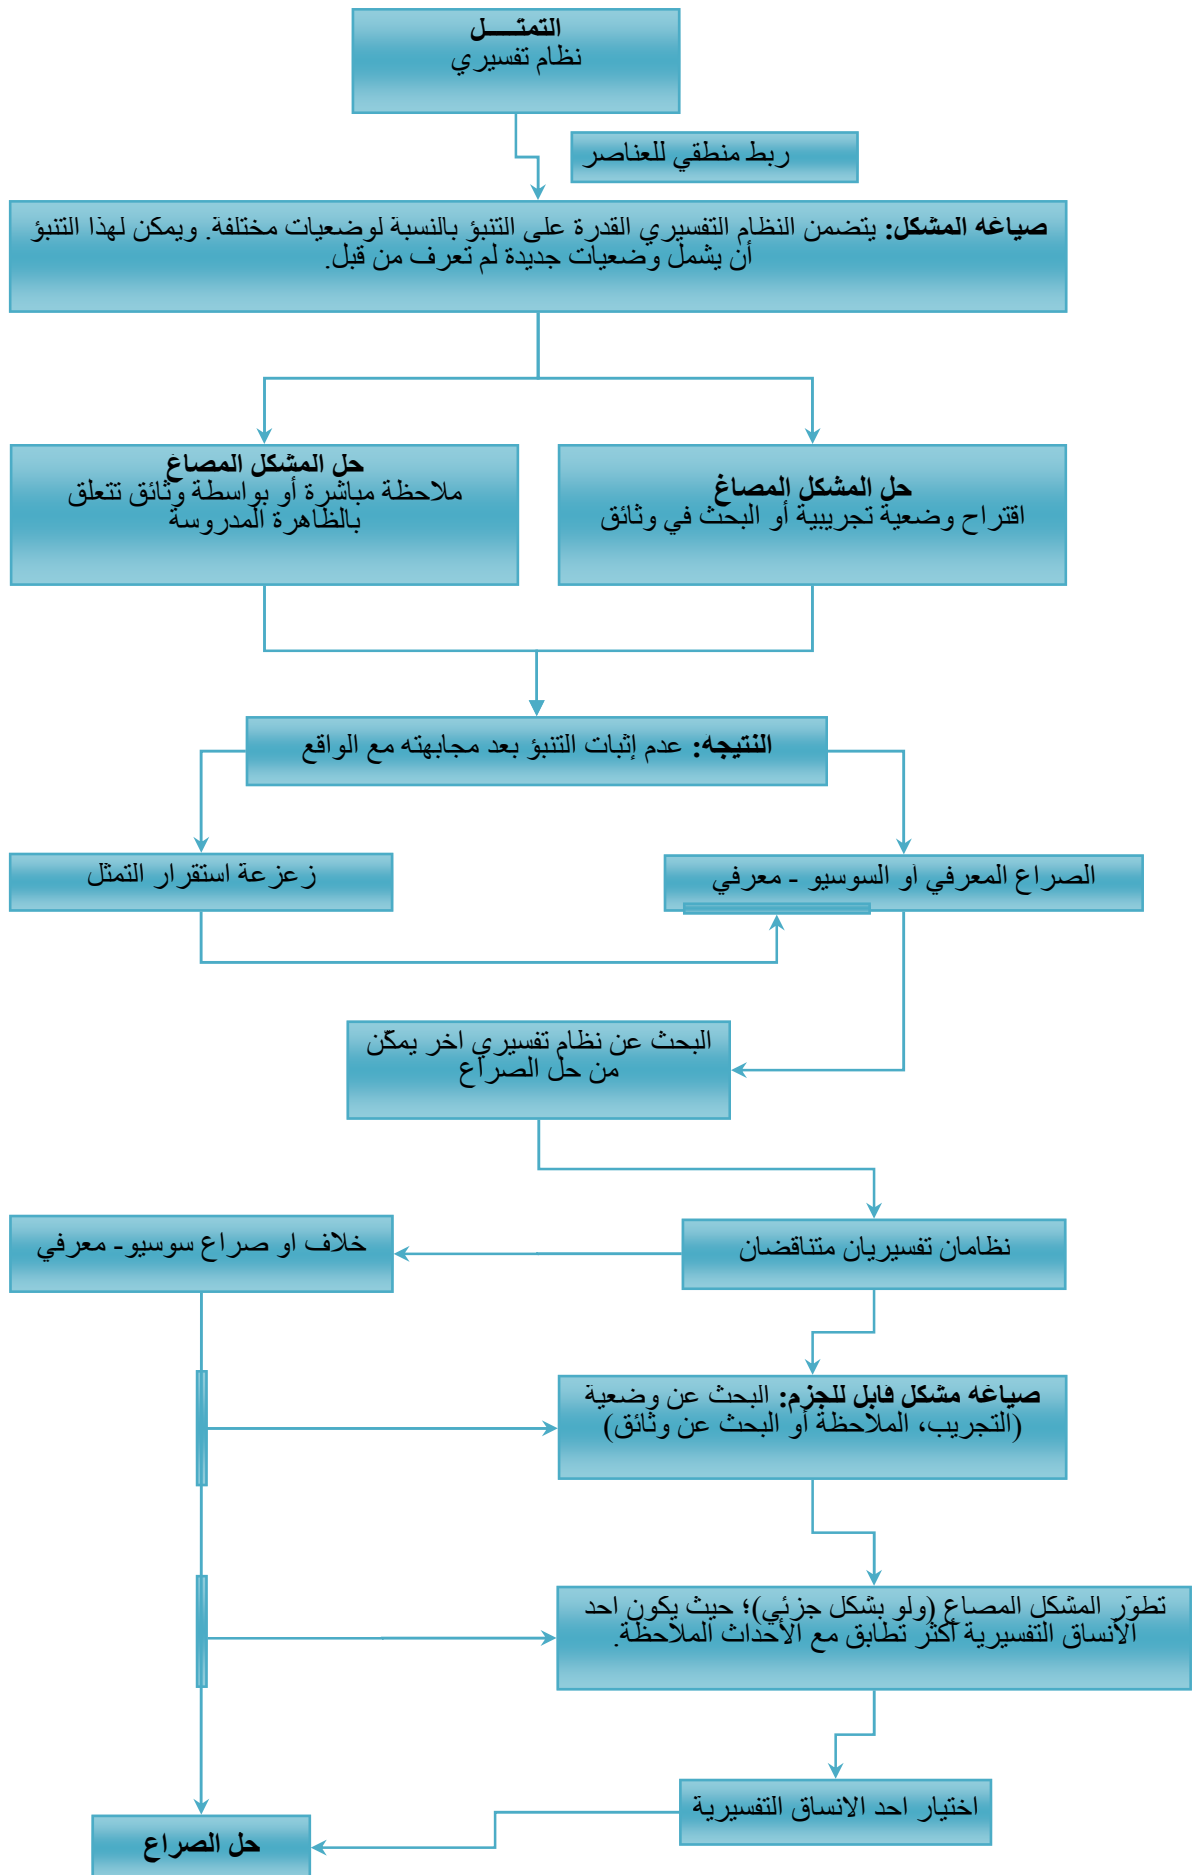 التمثــــــل
نظام تفسيري
ربط منطقي للعناصر
صياغه المشكل: يتضمن النظام التفسيري القدرة على التنبؤ بالنسبة لوضعيات مختلفة. ويمكن لهذا التنبؤ
أن يشمل وضعيات جديدة لم تعرف من قبل.
حل المشكل المصاغ
اقتراح وضعية تجريبية أو البحث في وثائق
حل المشكل المصاغ
ملاحظة مباشرة أو بواسطة وثائق تتعلق
بالظاهرة المدروسة
النتيجه: عدم إثبات التنبؤ بعد مجابهته مع الواقع
الصراع المعرفي أو السوسيو - معرفي
زعزعة استقرار التمثل
البحث عن نظام تفسيري اخر يمكّن
من حل الصراع
نظامان تفسيريان متناقضان
خلاف او صراع سوسيو- معرفي
صياغه مشكل قابل للجزم: البحث عن وضعية
(التجريب، الملاحظة أو البحث عن وثائق)
تطوّر المشكل المصاغ (ولو بشكل جزئي)؛ حيث يكون احد
الأنساق التفسيرية أكثر تطابق مع الأحداث الملاحظة.
اختيار احد الانساق التفسيرية
حل الصراع